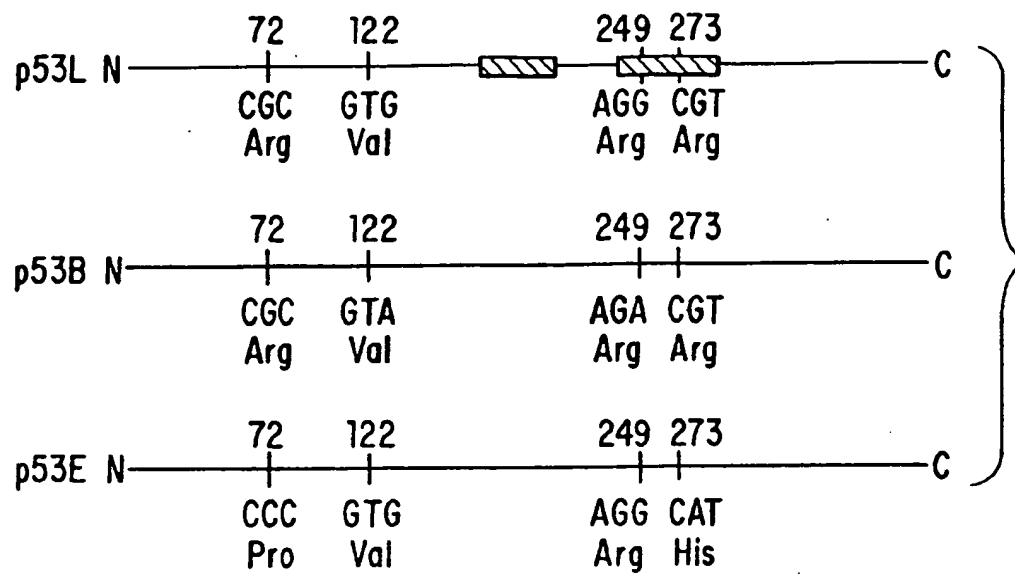 72 122 249 273
p53L N C
CGC GTG AGG CGT
Arg Val Arg Arg
72 122 249 273
p53B N C
CGC GTA AGA CGT
Arg Val Arg Arg
72 122 249 273
p53E N C
CCC GTG AGG CAT
Pro Val Arg His